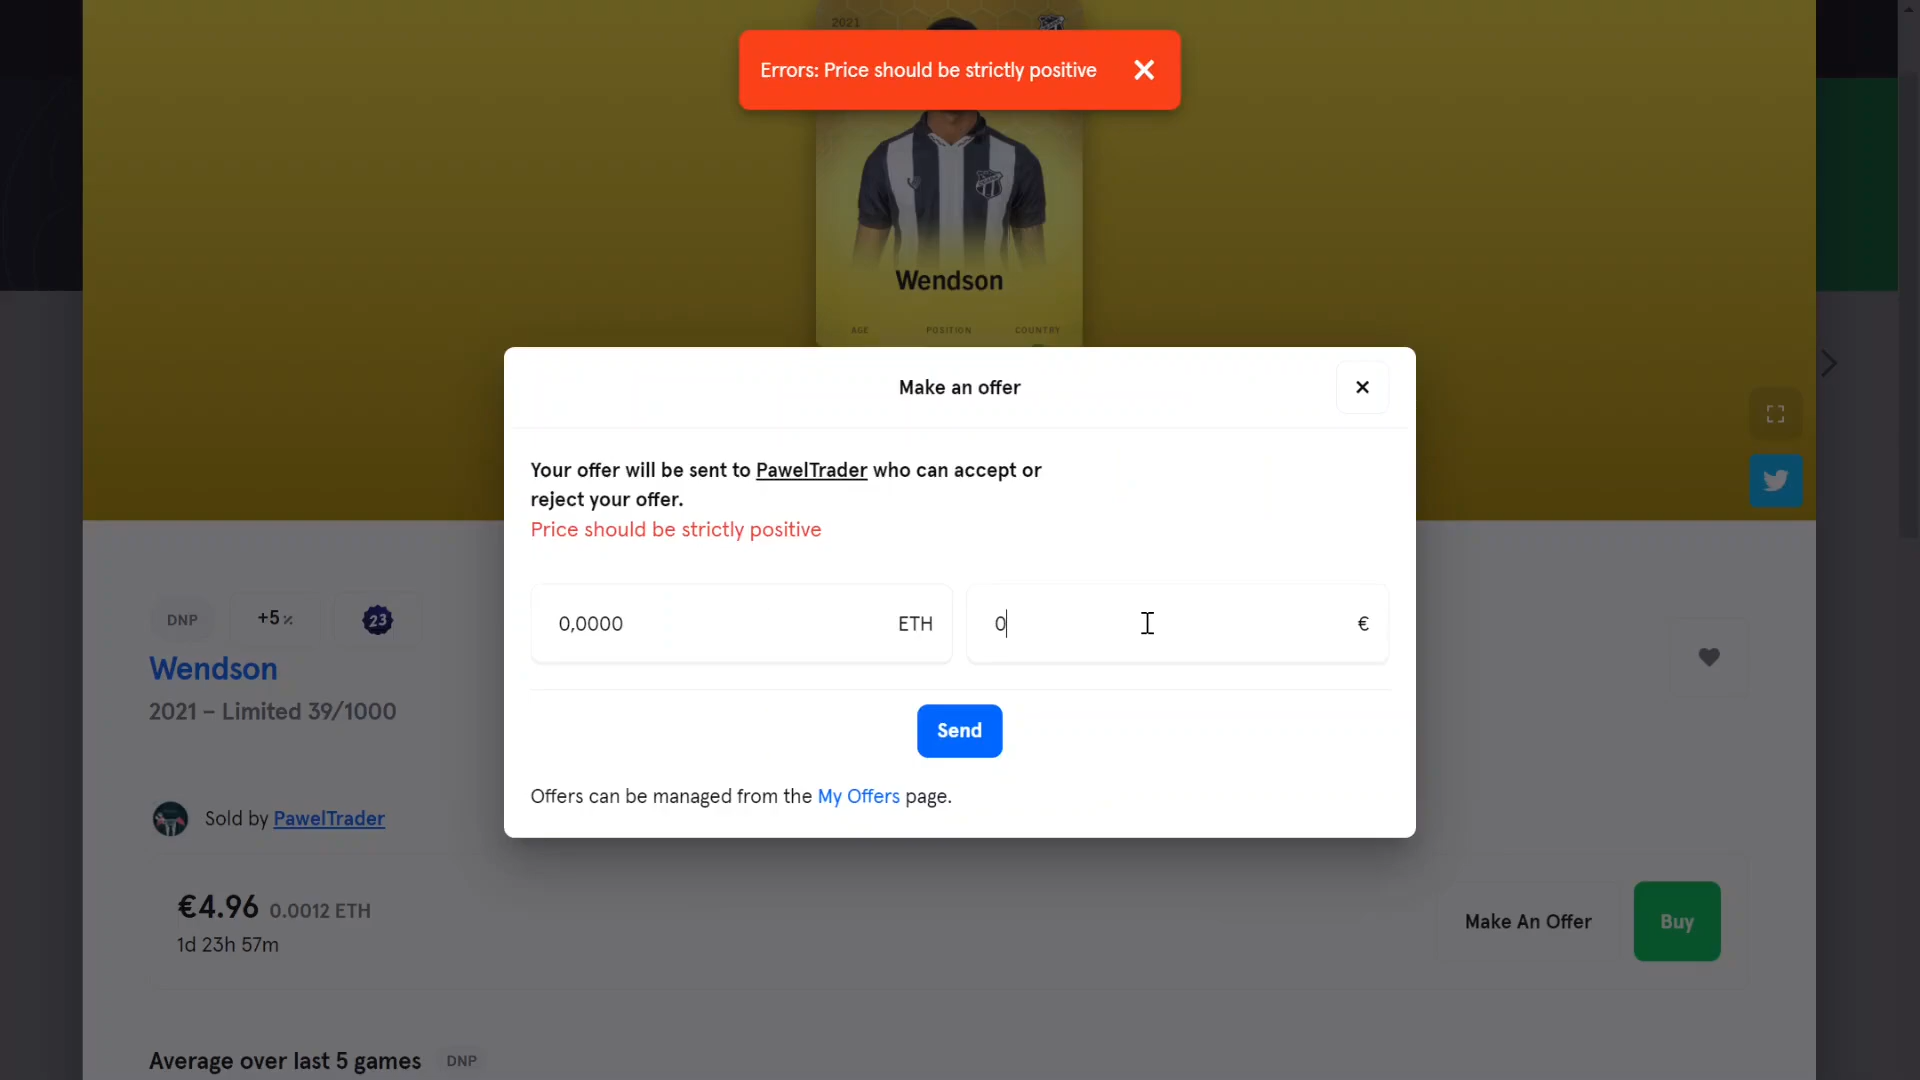 2021
Errors: Price should be strictly positive
Wendson
AGE POSITION COUNTRY
Make an offer
Your offer will be sent to PawelTrader who can accept or
reject your offer.
Price should be strictly positive
0,0000 ETH 0 €
Send
Offers can be managed from the My Offers page.
DNP +5% 23
Wendson
2021 – Limited 39/1000
Sold by PawelTrader
€4.96 0.0012 ETH
1d 23h 57m
Make An Offer Buy
Average over last 5 games DNP